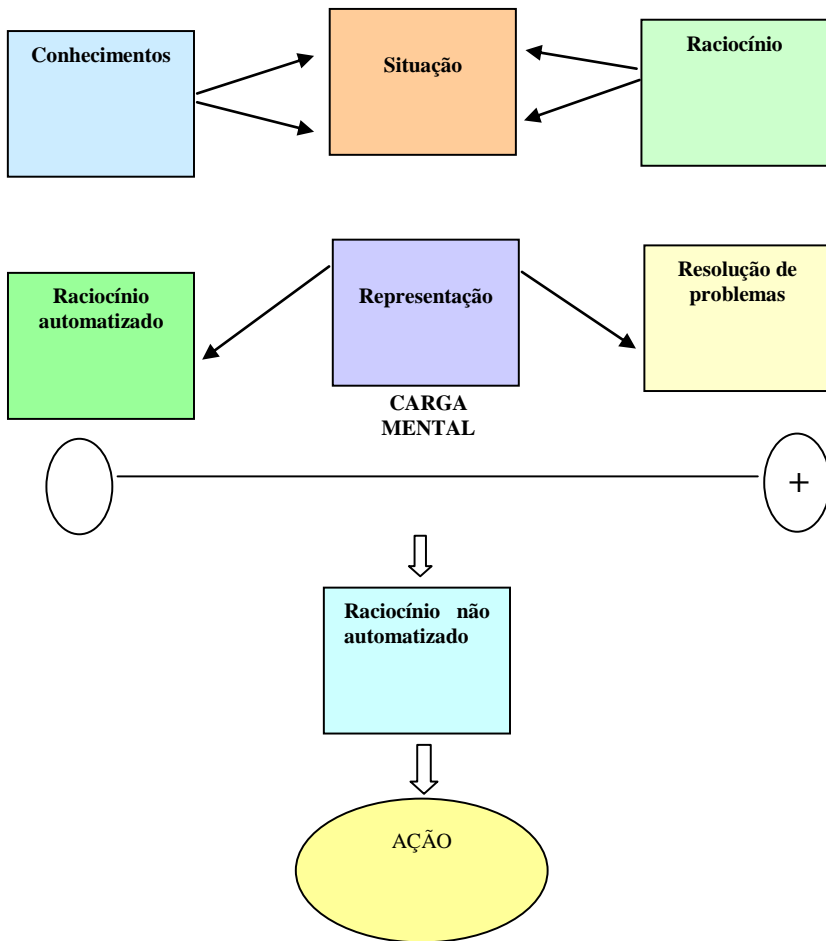 Conhecimentos
Situação
Raciocínio
Raciocínio
automatizado
Representação
Resolução de
problemas
CARGA
MENTAL
+
Raciocínio não
automatizado
AÇÃO